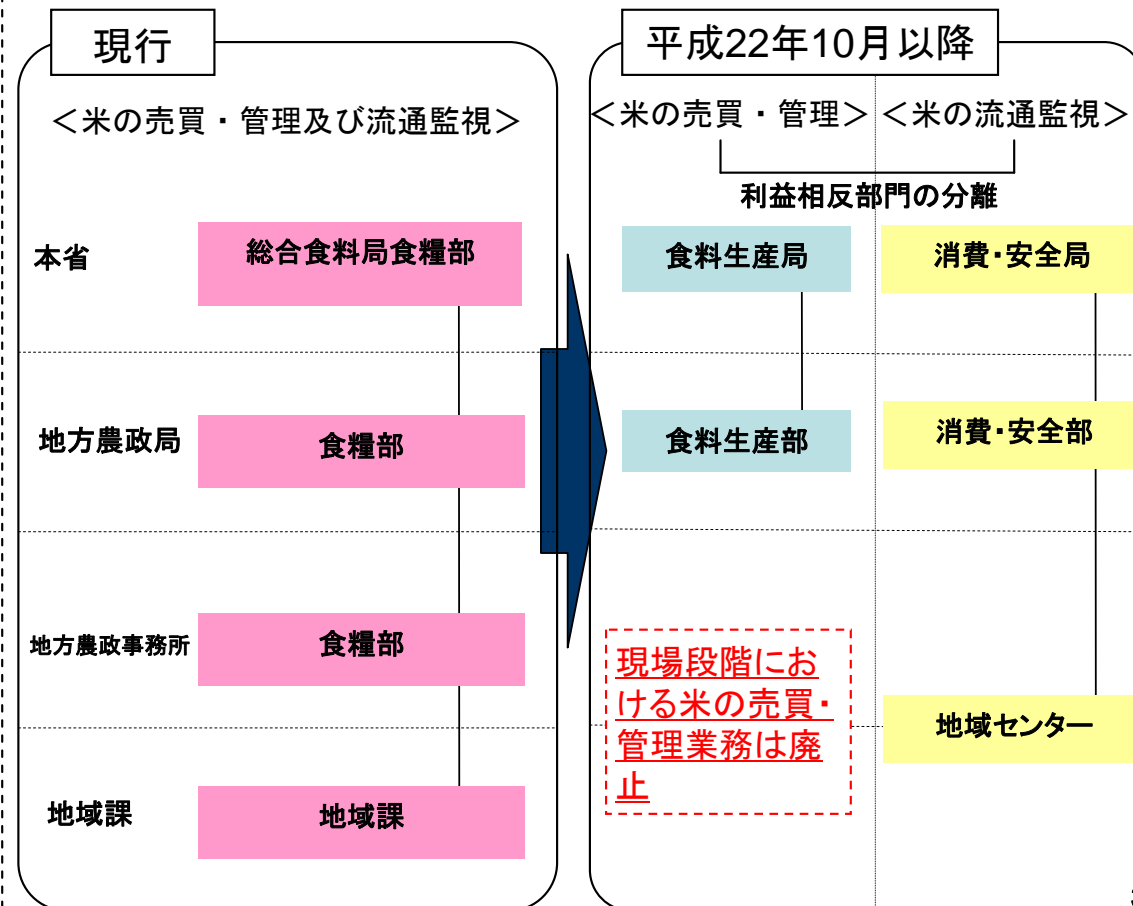 現行
平成22年10月以降
＜米の売買・管理及び流通監視＞
＜米の売買・管理＞
＜米の流通監視＞
利益相反部門の分離
本省
総合食料局食糧部
食料生産局
消費・安全局
地方農政局
食糧部
食料生産部
消費・安全部
地方農政事務所
食糧部
現場段階にお
ける米の売買・
管理業務は廃
止
地域センター
地域課
地域課